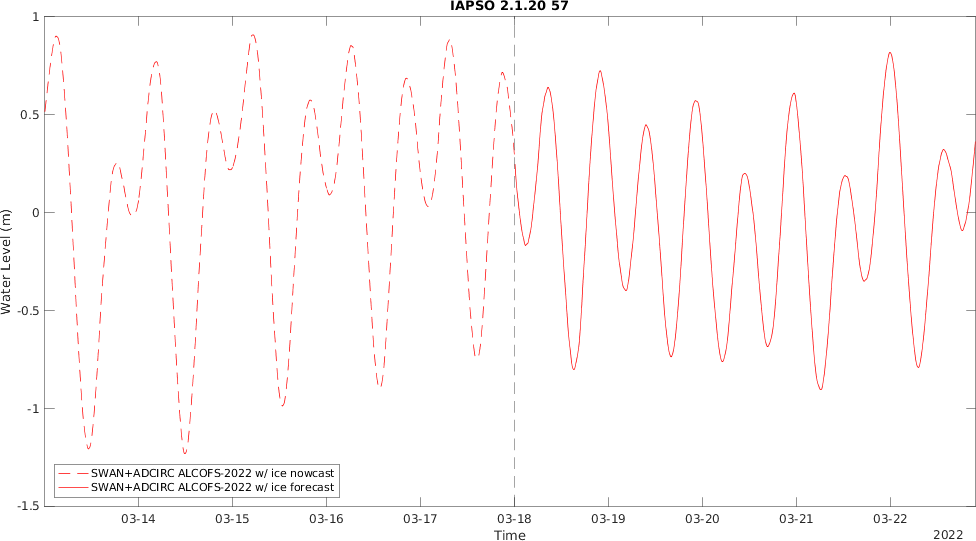 IAPSO 2.1.20 57
1
0.5
0
-0.5
-1
-1.5
Water Level (m)
SWAN+ADCIRC ALCOFS-2022 w/ ice nowcast
SWAN+ADCIRC ALCOFS-2022 w/ ice forecast
03-14 03-15 03-16 03-17 03-18 03-19 03-20 03-21 03-22
Time
2022